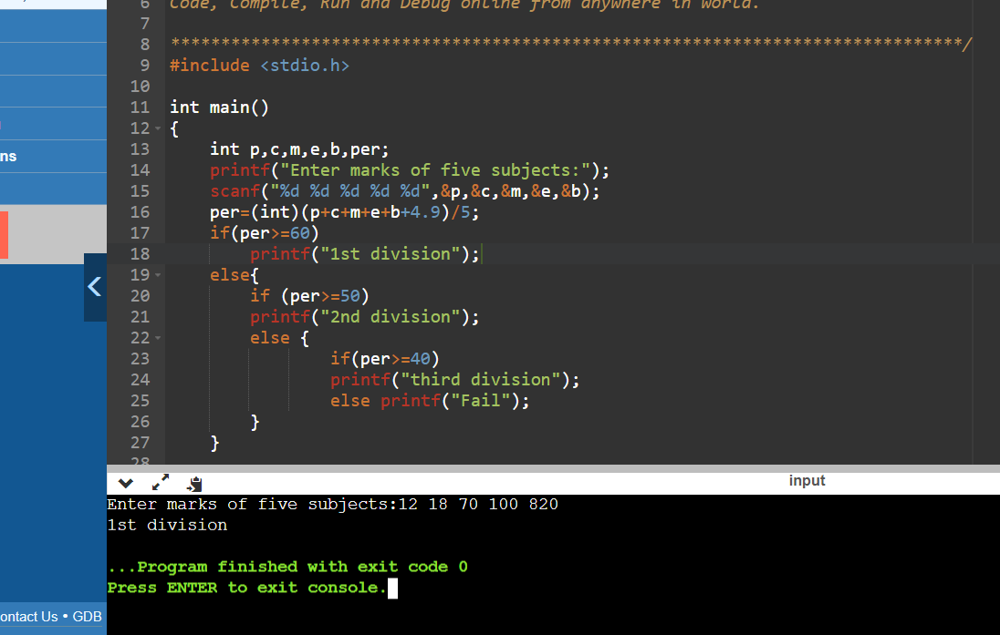 6 Code, Compile, Run and Debug online from anywhere in world.
7
8 *******************************************************************************/
9 #include <stdio.h>
10
11 int main()
12 {
13     int p,c,m,e,b,per;
14     printf("Enter marks of five subjects:");
15     scanf("%d %d %d %d %d",&p,&c,&m,&e,&b);
16     per=(int)(p+c+m+e+b+4.9)/5;
17     if(per>=60)
18         printf("1st division");
19     else{
20         if (per>=50)
21         printf("2nd division");
22         else {
23                 if(per>=40)
24                 printf("third division");
25                 else printf("Fail");
26         }
27     }
28
ns
input
Enter marks of five subjects:12 18 70 100 820
1st division
...Program finished with exit code 0
Press ENTER to exit console.
ontact Us • GDB